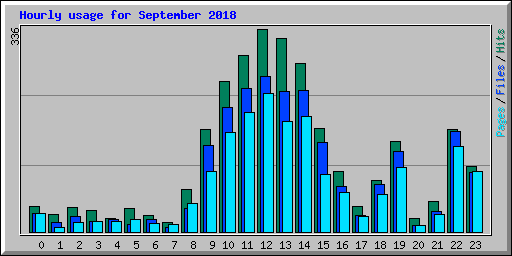 Hourly usage for September 2018
336
Pages/Files/Hits
0 1 2 3 4 5 6 7 8 9 10 11 12 13 14 15 16 17 18 19 20 21 22 23